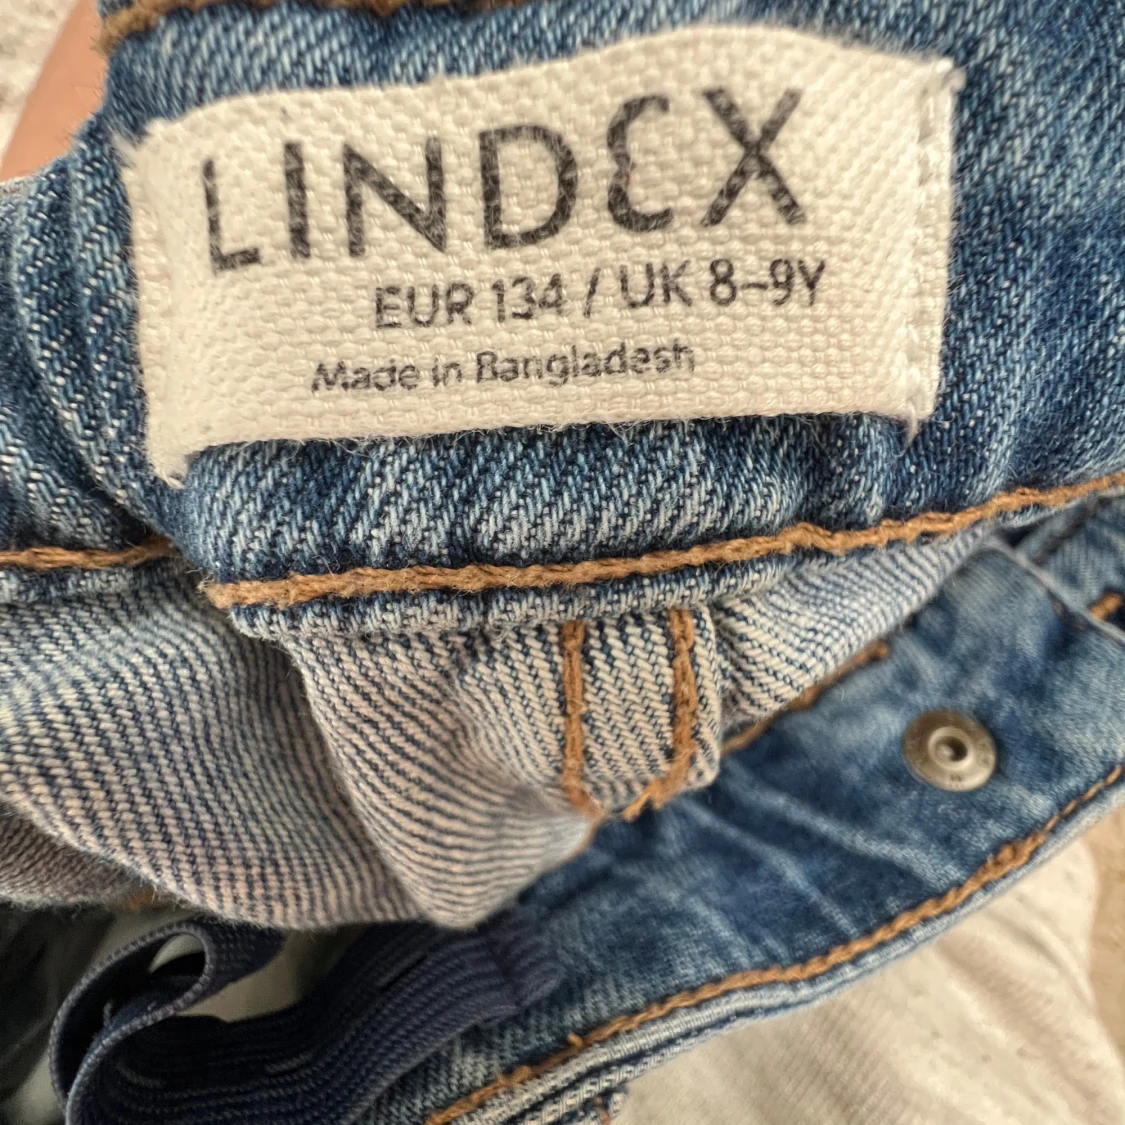 LINDEX
EUR 134 / UK 8–9Y
Made in Bangladesh